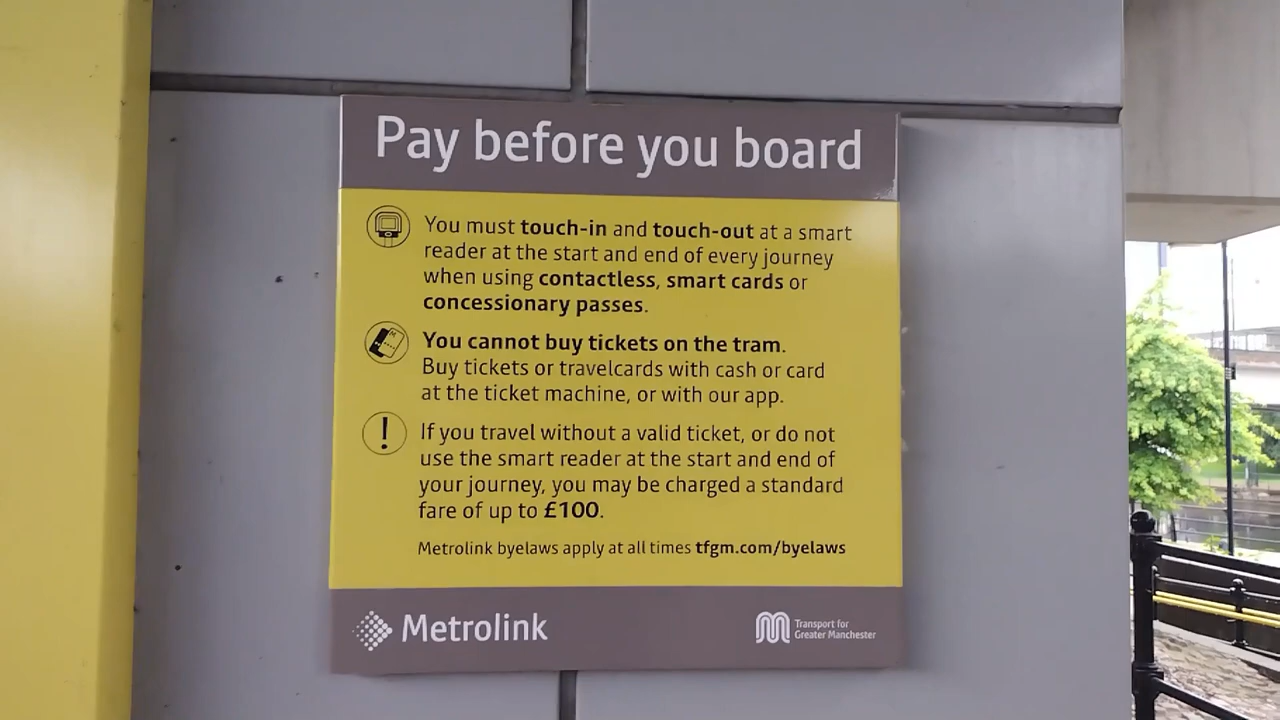 Pay before you board
You must touch-in and touch-out at a smart
reader at the start and end of every journey
when using contactless, smart cards or
concessionary passes.
You cannot buy tickets on the tram.
Buy tickets or travelcards with cash or card
at the ticket machine, or with our app.
!
If you travel without a valid ticket, or do not
use the smart reader at the start and end of
your journey, you may be charged a standard
fare of up to £100.
Metrolink byelaws apply at all times tfgm.com/byelaws
Metrolink
Transport for
Greater Manchester